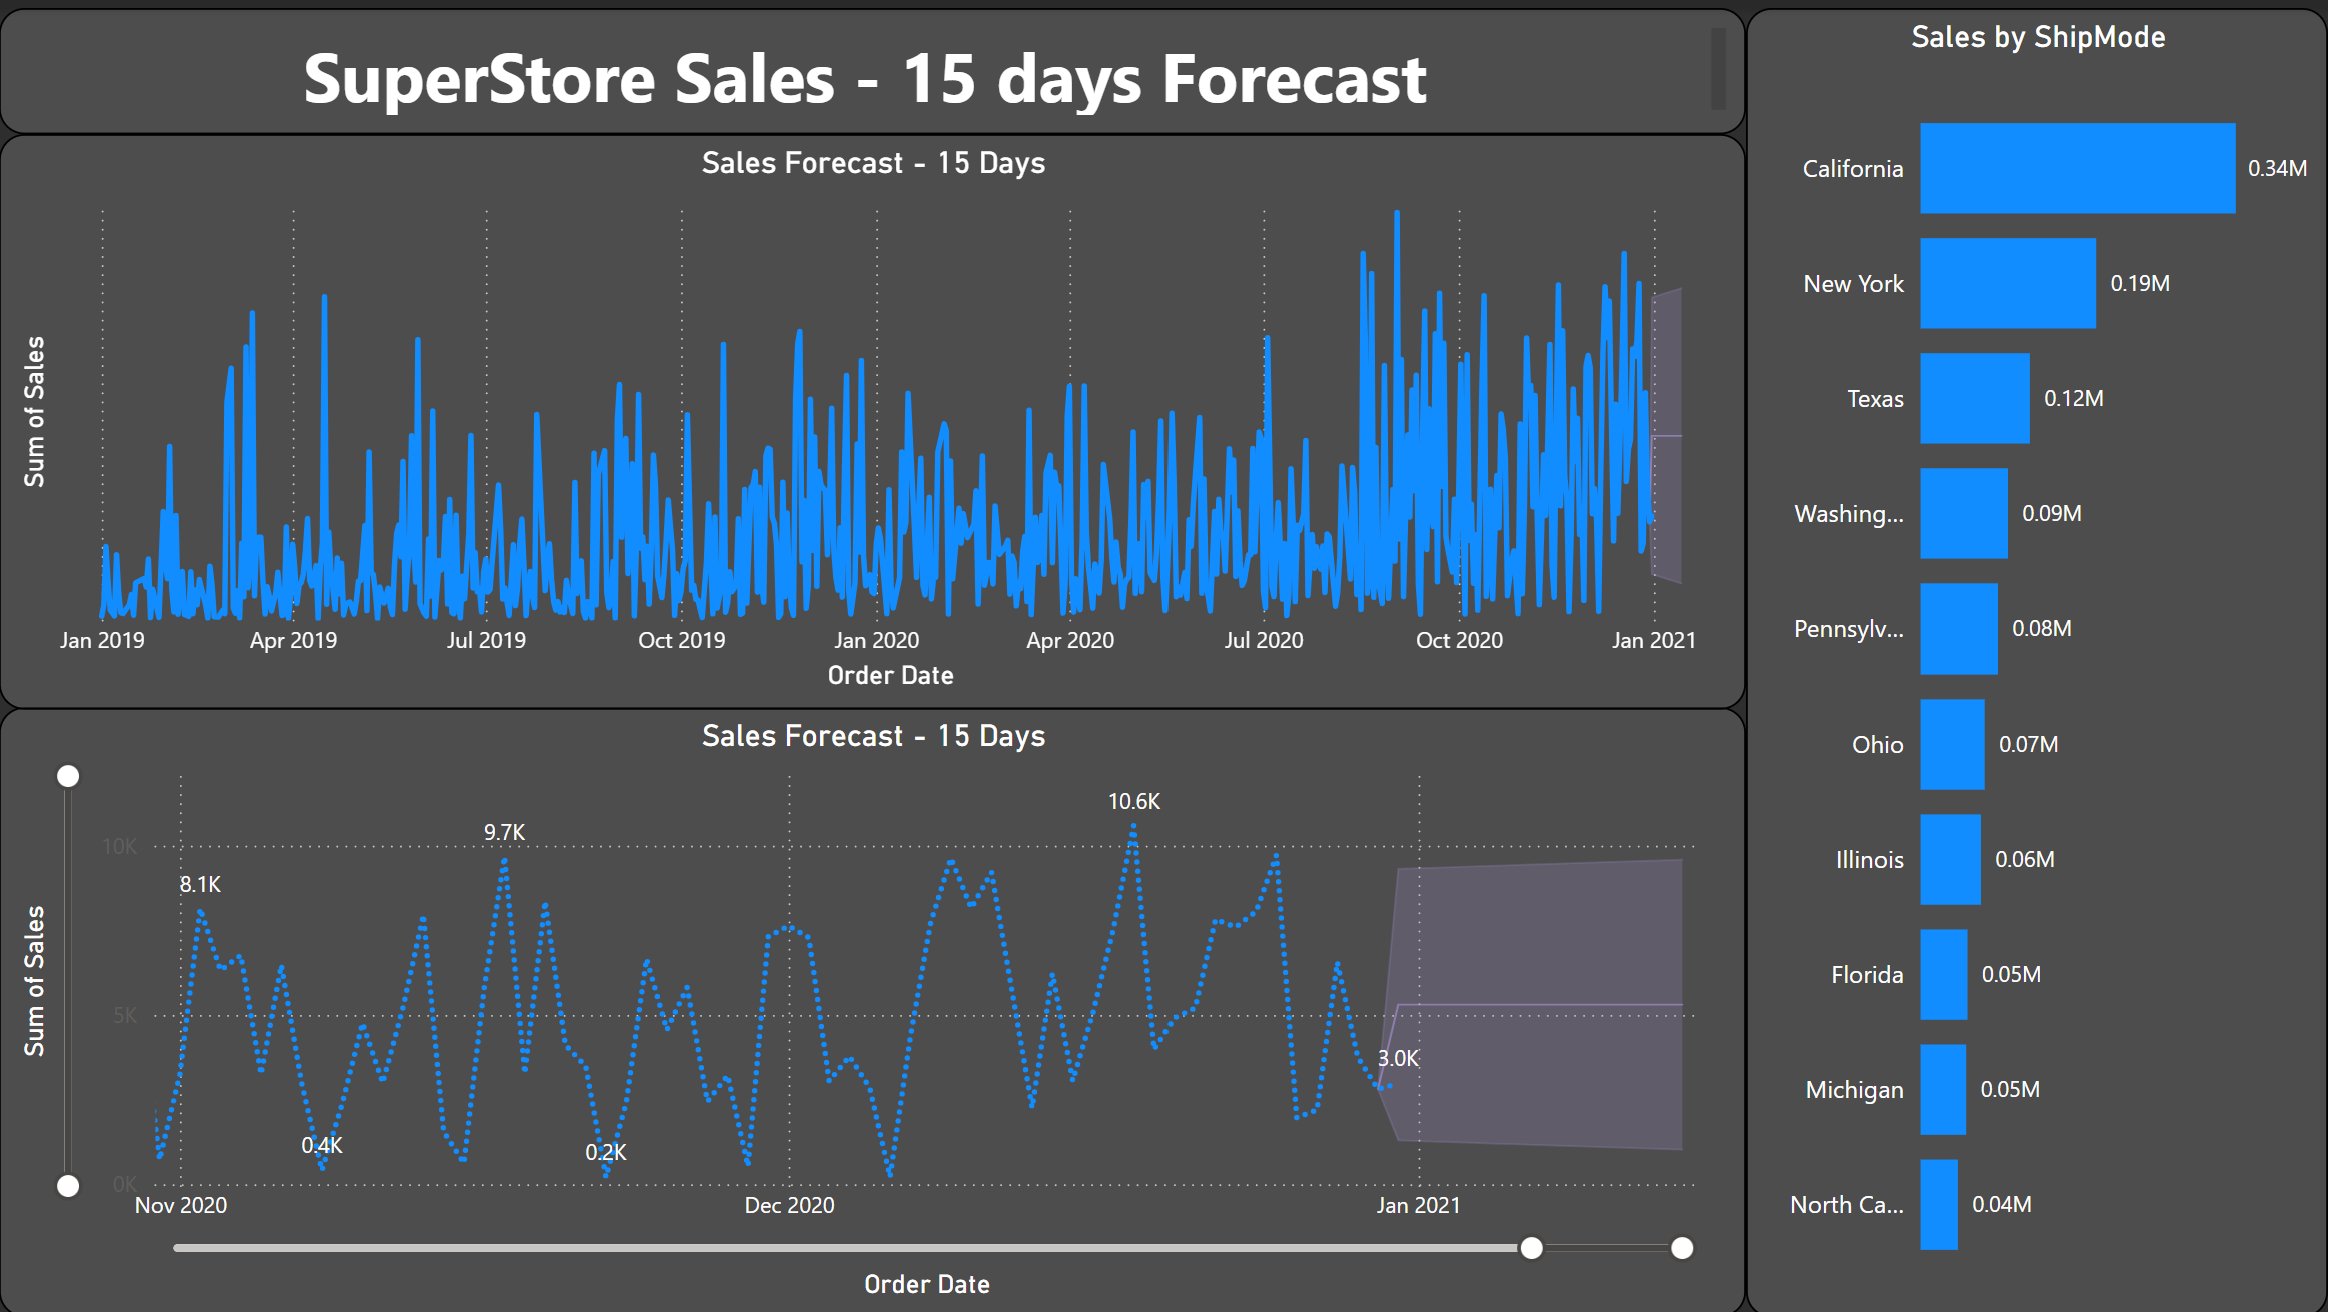 SuperStore Sales - 15 days Forecast
Sales Forecast - 15 Days
Sum of Sales
Jan 2019 Apr 2019 Jul 2019 Oct 2019 Jan 2020 Apr 2020 Jul 2020 Oct 2020 Jan 2021
Order Date
Sales Forecast - 15 Days
Sum of Sales
10K
5K
0K
8.1K
0.4K
9.7K
0.2K
10.6K
3.0K
Nov 2020 Dec 2020 Jan 2021
Order Date
Sales by ShipMode
California 0.34M
New York 0.19M
Texas 0.12M
Washing... 0.09M
Pennsylv... 0.08M
Ohio 0.07M
Illinois 0.06M
Florida 0.05M
Michigan 0.05M
North Ca... 0.04M